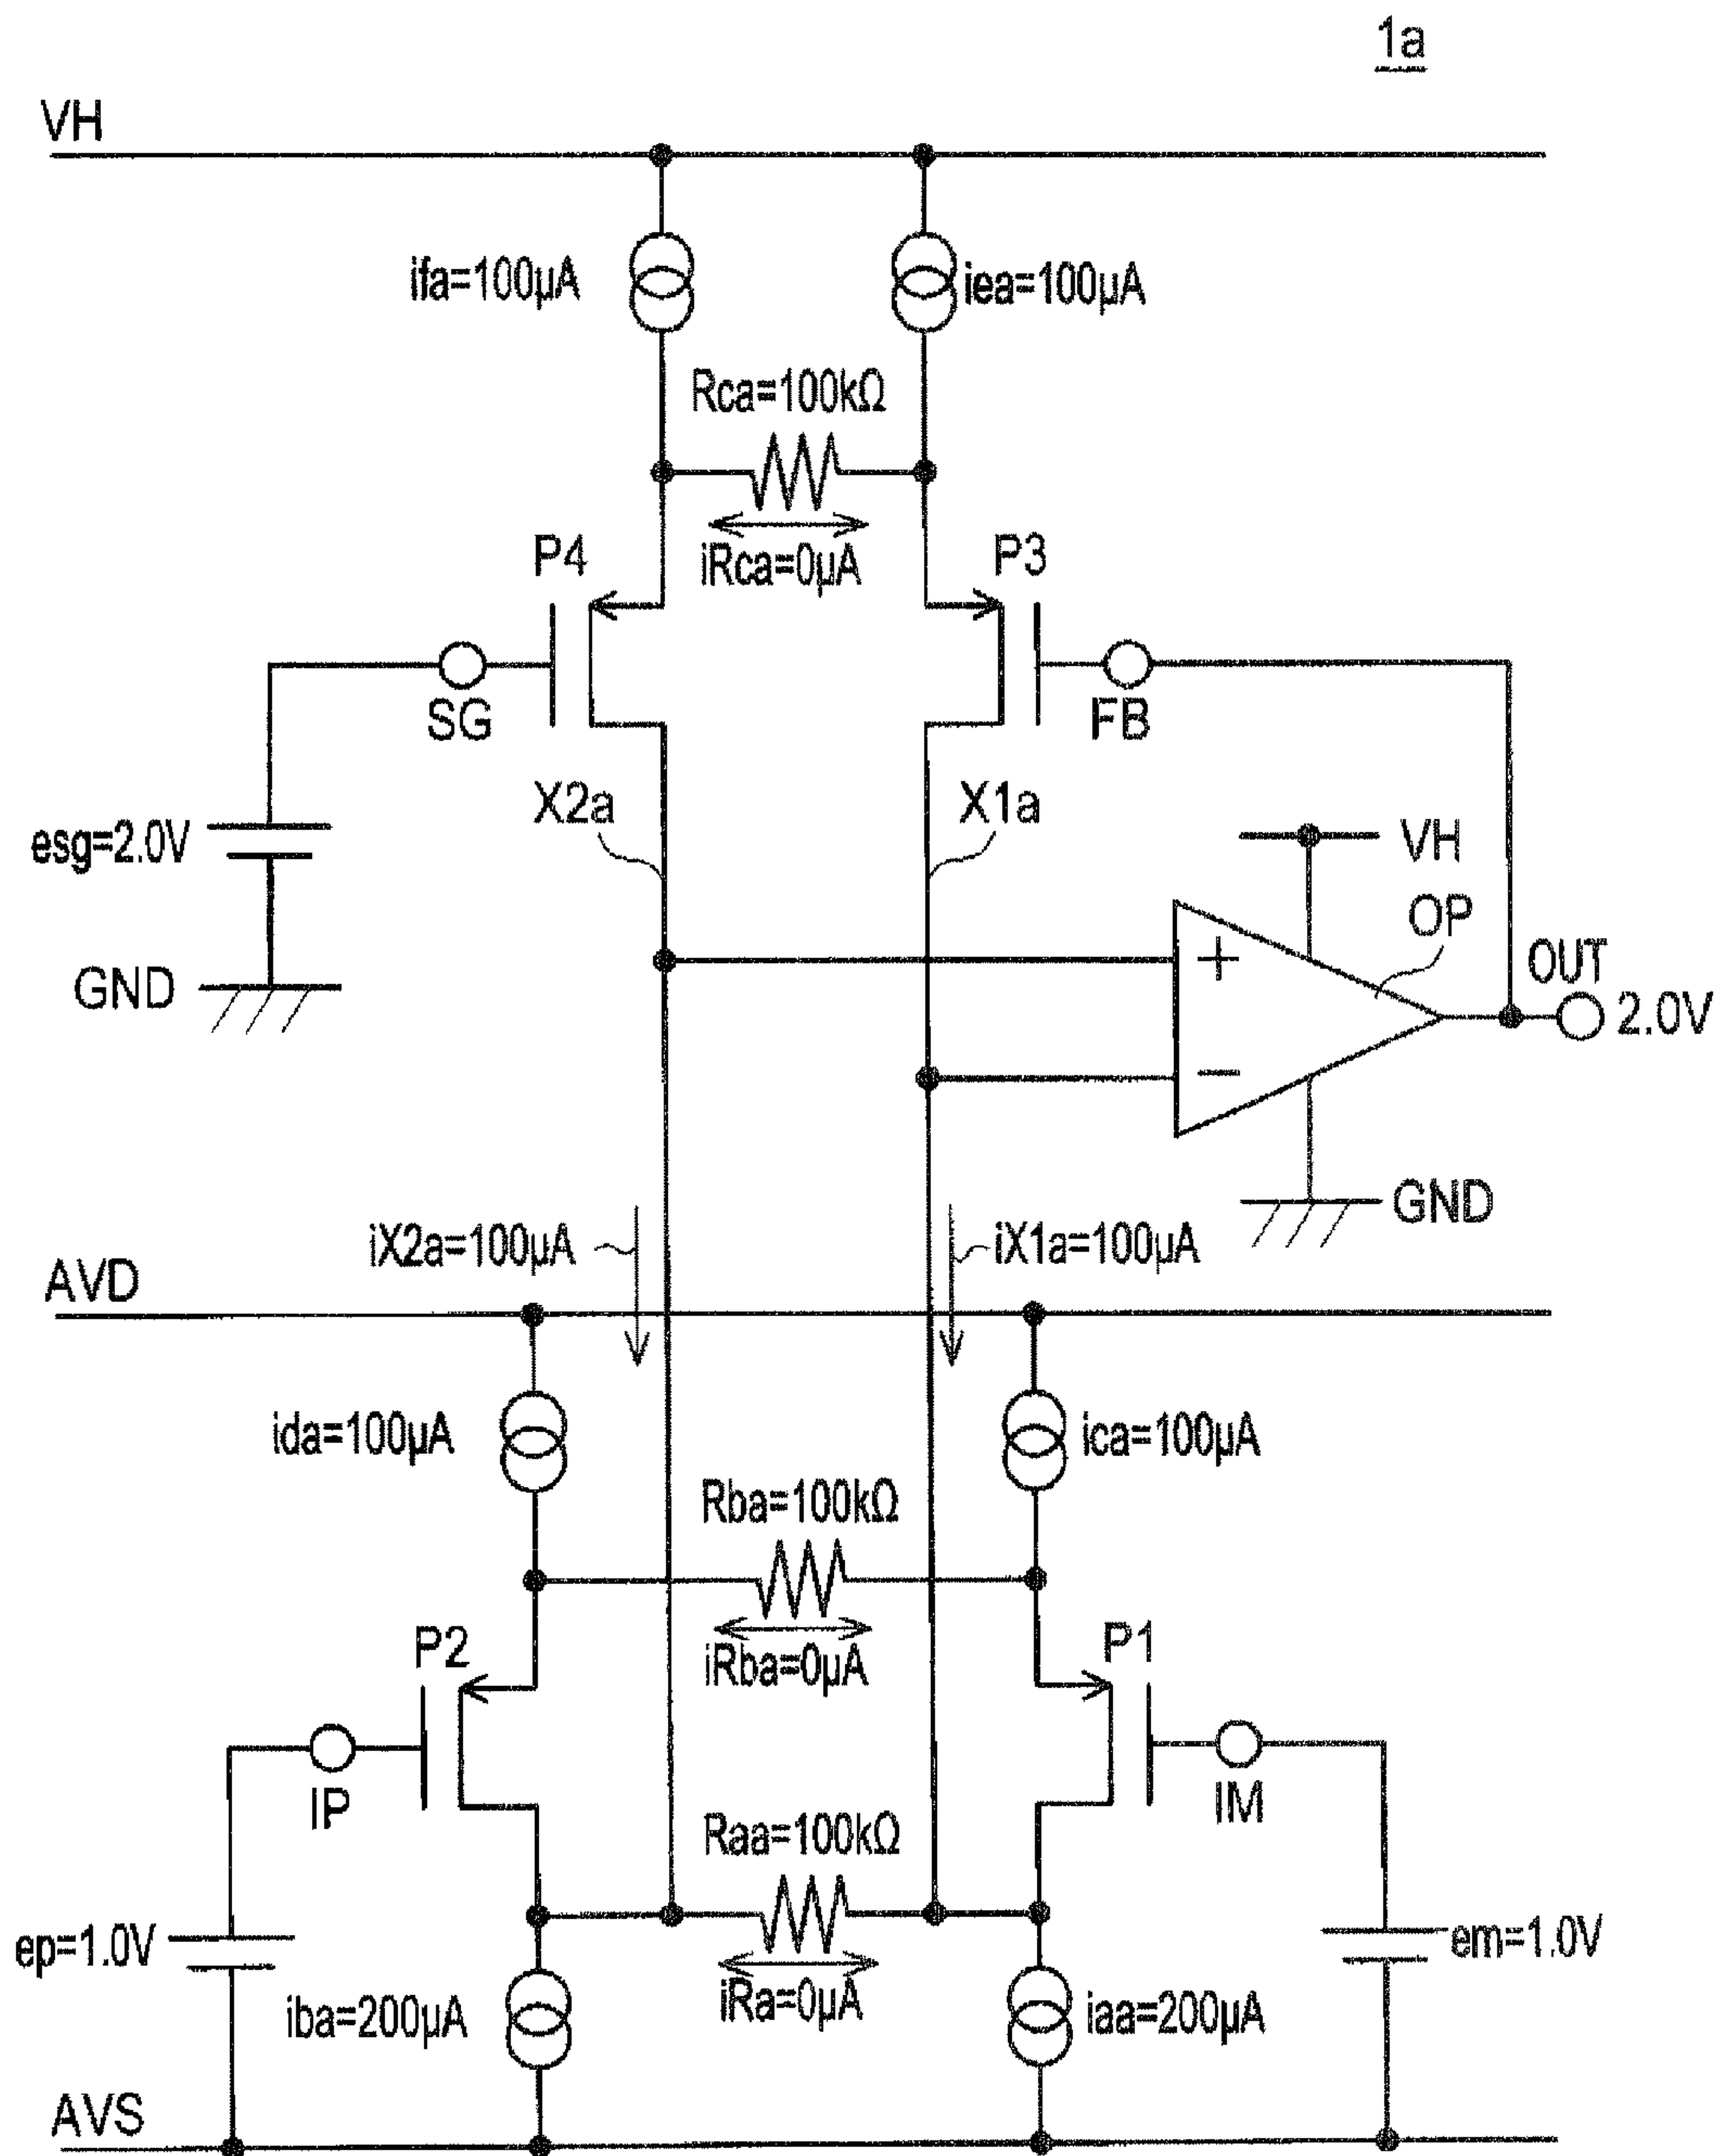 1a
VH
ifa=100µA
iea=100µA
Rca=100kΩ
iRca=0µA
P4
P3
SG
FB
X2a
X1a
esg=2.0V
VH
OP
+
OUT
GND
2.0V
−
GND
iX2a=100µA
iX1a=100µA
AVD
ida=100µA
ica=100µA
Rba=100kΩ
iRba=0µA
P2
P1
IP
IM
Raa=100kΩ
ep=1.0V
em=1.0V
iRa=0µA
iba=200µA
iaa=200µA
AVS